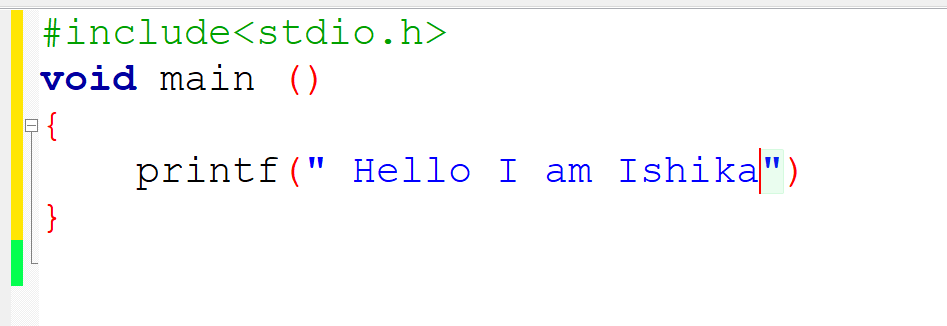 #include<stdio.h>
void main ()
{
    printf(" Hello I am Ishika")
}